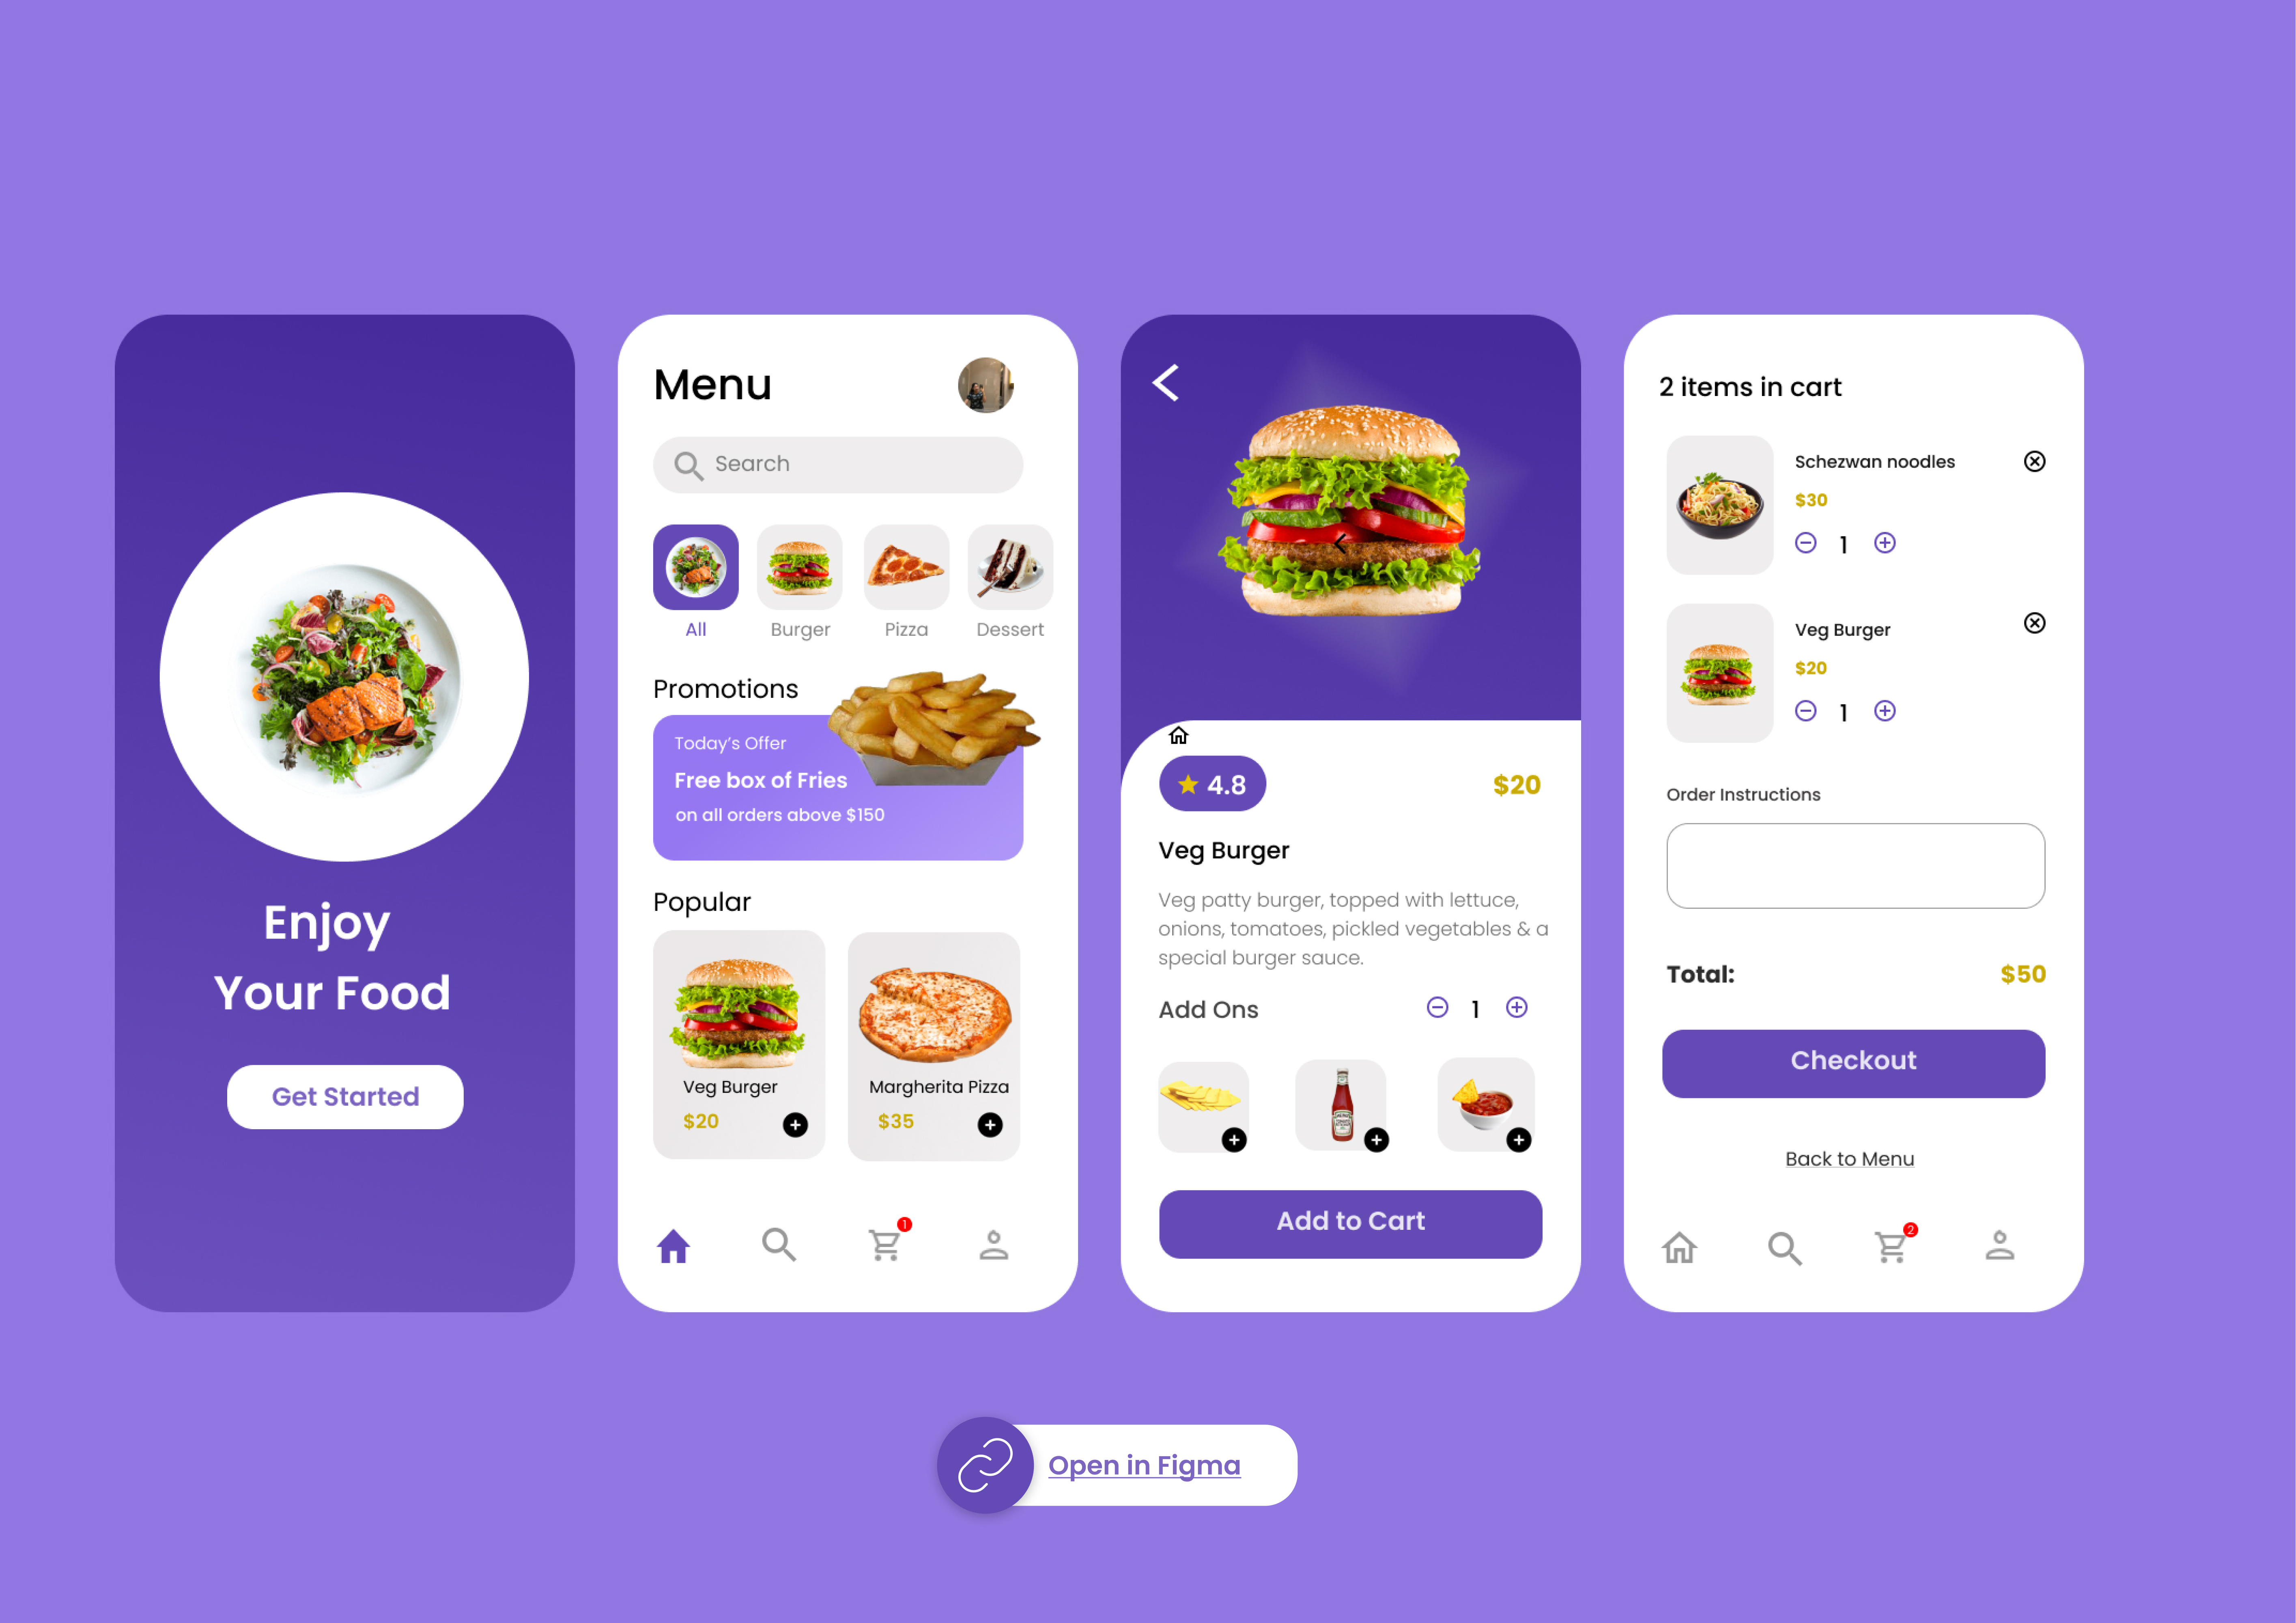 Enjoy
Your Food
Get Started
Menu
Search
All
Burger
Pizza
Dessert
Promotions
Today's Offer
Free box of Fries
on all orders above $150
Popular
Veg Burger
$20
Margherita Pizza
$35
1
4.8
$20
Veg Burger
Veg patty burger, topped with lettuce,
onions, tomatoes, pickled vegetables & a
special burger sauce.
Add Ons
1
Add to Cart
2 items in cart
Schezwan noodles
$30
1
Veg Burger
$20
1
Order Instructions
Total:
$50
Checkout
Back to Menu
2
Open in Figma